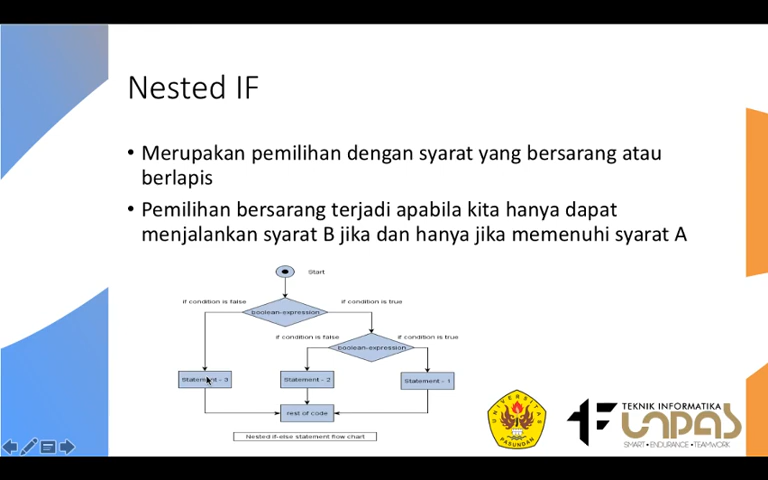 Nested IF
• Merupakan pemilihan dengan syarat yang bersarang atau
berlapis
• Pemilihan bersarang terjadi apabila kita hanya dapat
menjalankan syarat B jika dan hanya jika memenuhi syarat A
Start
if condition is false
if condition is true
boolean-expression
if condition is false
if condition is true
boolean-expression
Statement - 3
Statement - 2
Statement - 1
rest of code
Nested if-else statement flow chart
UNIVERSITAS
PASUNDAN
TEKNIK INFORMATIKA
UNPAS
SMART • ENDURANCE • TEAMWORK